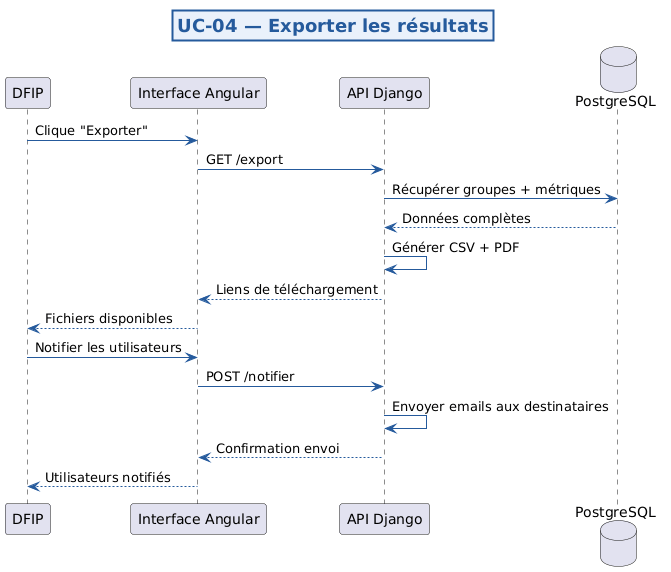 UC-04 — Exporter les résultats
DFIP
Interface Angular
API Django
PostgreSQL
Clique "Exporter"
GET /export
Récupérer groupes + métriques
Données complètes
Générer CSV + PDF
Liens de téléchargement
Fichiers disponibles
Notifier les utilisateurs
POST /notifier
Envoyer emails aux destinataires
Confirmation envoi
Utilisateurs notifiés
DFIP
Interface Angular
API Django
PostgreSQL